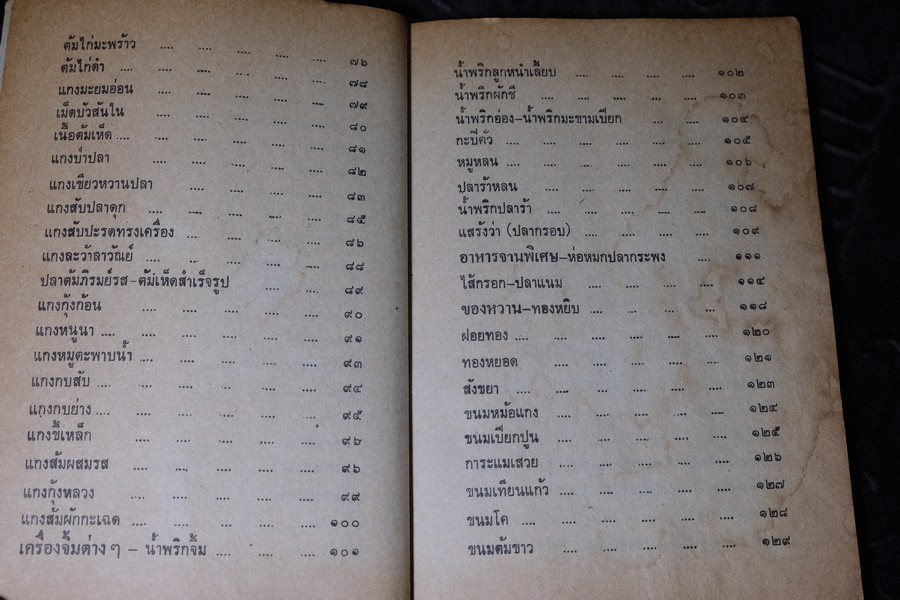 ต้มไก่มะพร้าว .... .... .... .... .... ๗๖
ต้มไก่ดำ .... .... .... .... .... ๗๘
แกงมะยมอ่อน .... .... .... .... ๗๙
เม็ดบัวสันใน .... .... .... .... ๘๐
เนื้อต้มเห็ด .... .... .... .... .... ๘๑
แกงป่าปลา .... .... .... .... ๘๒
แกงเขียวหวานปลา .... .... .... .... ๘๓
แกงสับปลาดุก .... .... .... .... .... ๘๕
แกงสับปะรดทรงเครื่อง .... .... .... .... ๘๖
แกงละว้าลาวัณย์ .... .... .... .... .... ๘๘
ปลาต้มภิรมย์รส-ต้มเห็ดสำเร็จรูป .... .... ๘๙
แกงกุ้งก้อน .... .... .... .... .... ๙๐
แกงหนูนา .... .... .... .... .... .... ๙๑
แกงหมูตะพาบน้ำ .... .... .... .... .... ๙๓
แกงกบสับ .... .... .... .... .... .... ๙๔
แกงกบย่าง .... .... .... .... .... .... ๙๕
แกงขี้เหล็ก .... .... .... .... .... ๙๖
แกงส้มผสมรส .... .... .... .... .... ๙๖
แกงกุ้งหลวง .... .... .... .... .... ๙๙
แกงส้มผักกะเฉด .... .... .... .... .... ๑๐๐
เครื่องจิ้มต่าง ๆ - น้ำพริกจิ้ม .... .... .... ๑๐๑
น้ำพริกลูกหนำเลี้ยบ .... .... .... .... ๑๐๒
น้ำพริกผักชี .... .... .... .... .... ๑๐๓
น้ำพริกอ่อง-น้ำพริกมะขามเปียก .... .... ๑๐๔
กะปิคั่ว .... .... .... .... .... ๑๐๕
หมูหลน .... .... .... .... .... ๑๐๖
ปลาร้าหลน .... .... .... .... .... ๑๐๗
น้ำพริกปลาร้า .... .... .... .... .... ๑๐๘
แสร้งว่า (ปลากรอบ) .... .... .... .... ๑๐๙
อาหารจานพิเศษ-ห่อหมกปลากระพง .... ๑๑๑
ไส้กรอก-ปลาแนม .... .... .... .... ๑๑๔
ของหวาน-ทองหยิบ .... .... .... .... ๑๑๘
ฝอยทอง .... .... .... .... .... ๑๒๐
ทองหยอด .... .... .... .... .... ๑๒๑
สังขยา .... .... .... .... .... ๑๒๓
ขนมหม้อแกง .... .... .... .... ๑๒๔
ขนมเปียกปูน .... .... .... .... ๑๒๕
การะแมเสวย .... .... .... .... ๑๒๖
ขนมเทียนแก้ว .... .... .... .... .... ๑๒๗
ขนมโค .... .... .... .... .... ๑๒๘
ขนมต้มขาว .... .... .... .... ๑๒๙